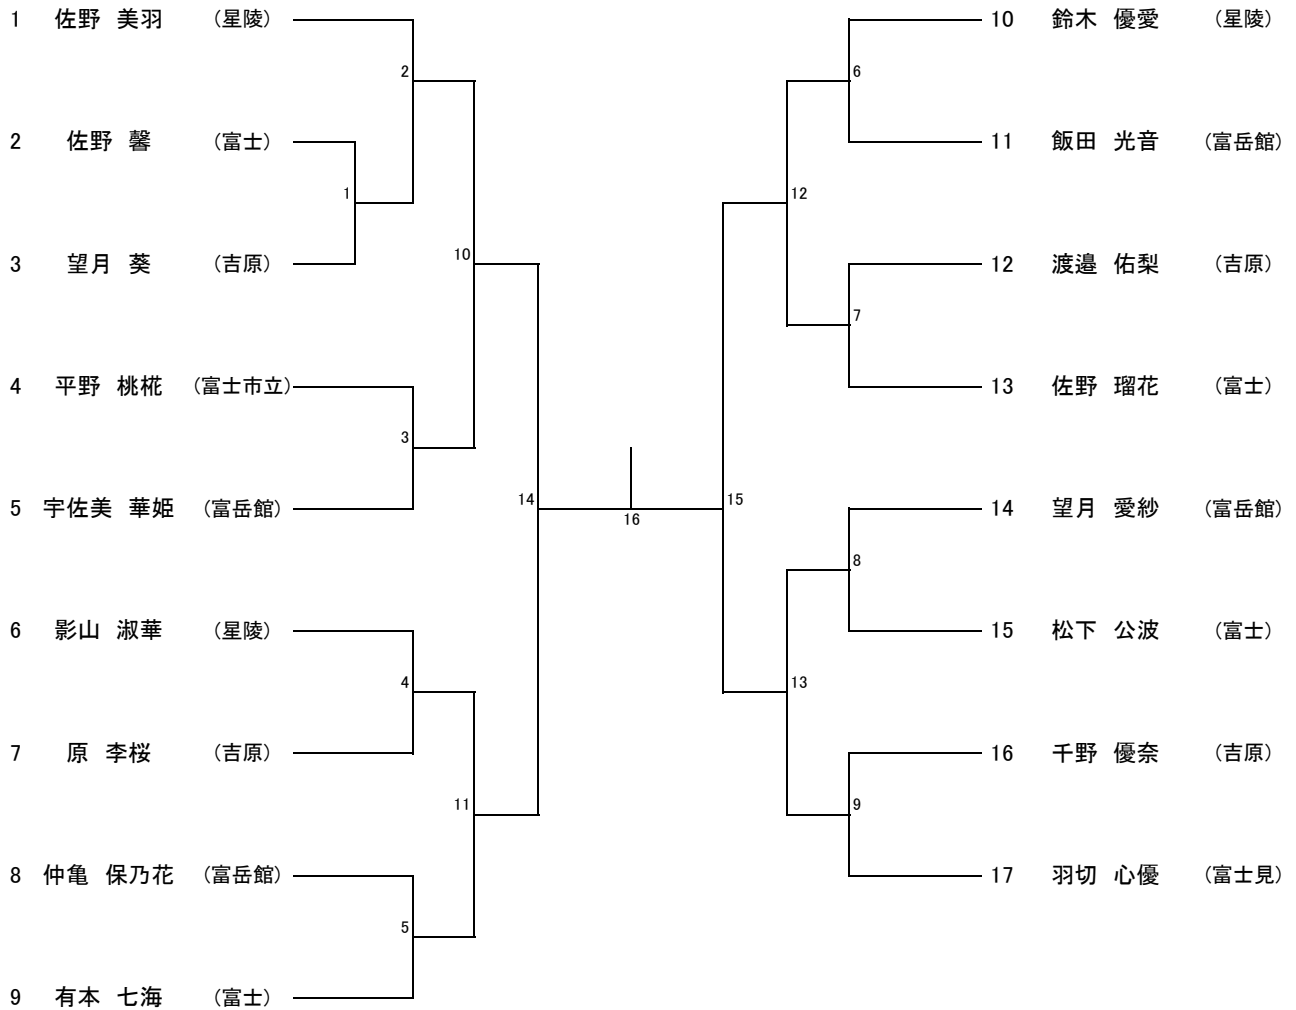 1 佐野 美羽 （星陵）
2 佐野 馨 （富士）
3 望月 葵 （吉原）
4 平野 桃椛 （富士市立）
5 宇佐美 華姫 （富岳館）
6 影山 淑華 （星陵）
7 原 李桜 （吉原）
8 仲亀 保乃花 （富岳館）
9 有本 七海 （富士）
2
1
10
3
14
4
11
5
16
15
6
12
7
8
13
9
10 鈴木 優愛 （星陵）
11 飯田 光音 （富岳館）
12 渡邉 佑梨 （吉原）
13 佐野 瑠花 （富士）
14 望月 愛紗 （富岳館）
15 松下 公波 （富士）
16 千野 優奈 （吉原）
17 羽切 心優 （富士見）